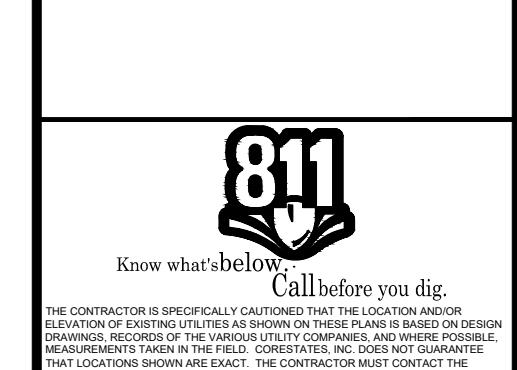 811
Know what's below.
Call before you dig.
THE CONTRACTOR IS SPECIFICALLY CAUTIONED THAT THE LOCATION AND/OR
ELEVATION OF EXISTING UTILITIES AS SHOWN ON THESE PLANS IS BASED ON DESIGN
DRAWINGS, RECORDS OF THE VARIOUS UTILITY COMPANIES, AND WHERE POSSIBLE,
MEASUREMENTS TAKEN IN THE FIELD. CORESTATES, INC. DOES NOT GUARANTEE
THAT LOCATIONS SHOWN ARE EXACT. THE CONTRACTOR MUST CONTACT THE